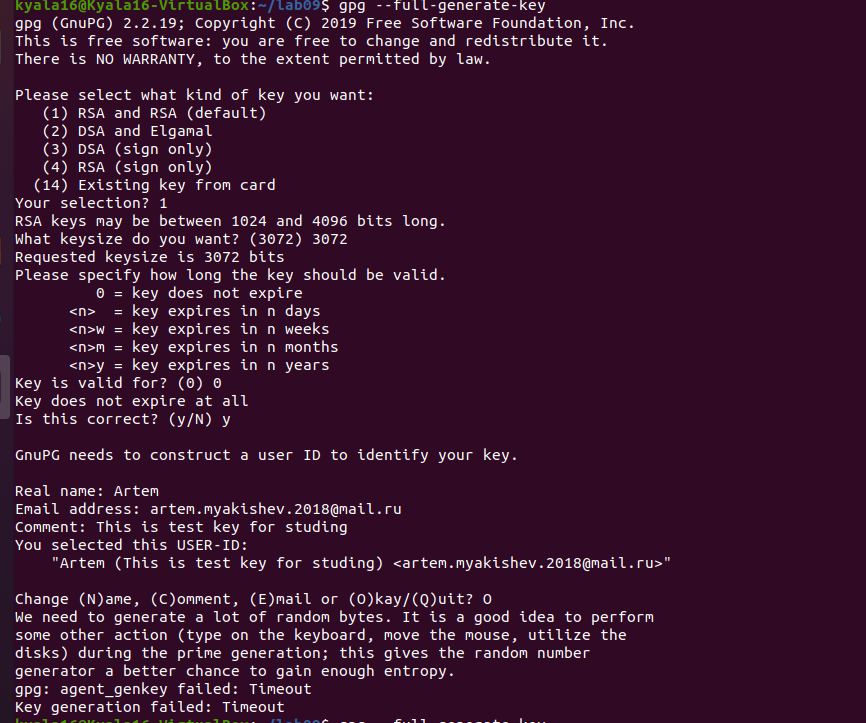 kyala16@Kyala16-VirtualBox:~/lab09$ gpg --full-generate-key
gpg (GnuPG) 2.2.19; Copyright (C) 2019 Free Software Foundation, Inc.
This is free software: you are free to change and redistribute it.
There is NO WARRANTY, to the extent permitted by law.

Please select what kind of key you want:
   (1) RSA and RSA (default)
   (2) DSA and Elgamal
   (3) DSA (sign only)
   (4) RSA (sign only)
  (14) Existing key from card
Your selection? 1
RSA keys may be between 1024 and 4096 bits long.
What keysize do you want? (3072) 3072
Requested keysize is 3072 bits
Please specify how long the key should be valid.
         0 = key does not expire
      <n>  = key expires in n days
      <n>w = key expires in n weeks
      <n>m = key expires in n months
      <n>y = key expires in n years
Key is valid for? (0) 0
Key does not expire at all
Is this correct? (y/N) y

GnuPG needs to construct a user ID to identify your key.

Real name: Artem
Email address: artem.myakishev.2018@mail.ru
Comment: This is test key for studing
You selected this USER-ID:
    "Artem (This is test key for studing) <artem.myakishev.2018@mail.ru>"

Change (N)ame, (C)omment, (E)mail or (O)kay/(Q)uit? O
We need to generate a lot of random bytes. It is a good idea to perform
some other action (type on the keyboard, move the mouse, utilize the
disks) during the prime generation; this gives the random number
generator a better chance to gain enough entropy.
gpg: agent_genkey failed: Timeout
Key generation failed: Timeout
kyala16@Kyala16-VirtualBox:~/lab09$ gpg --full-generate-key